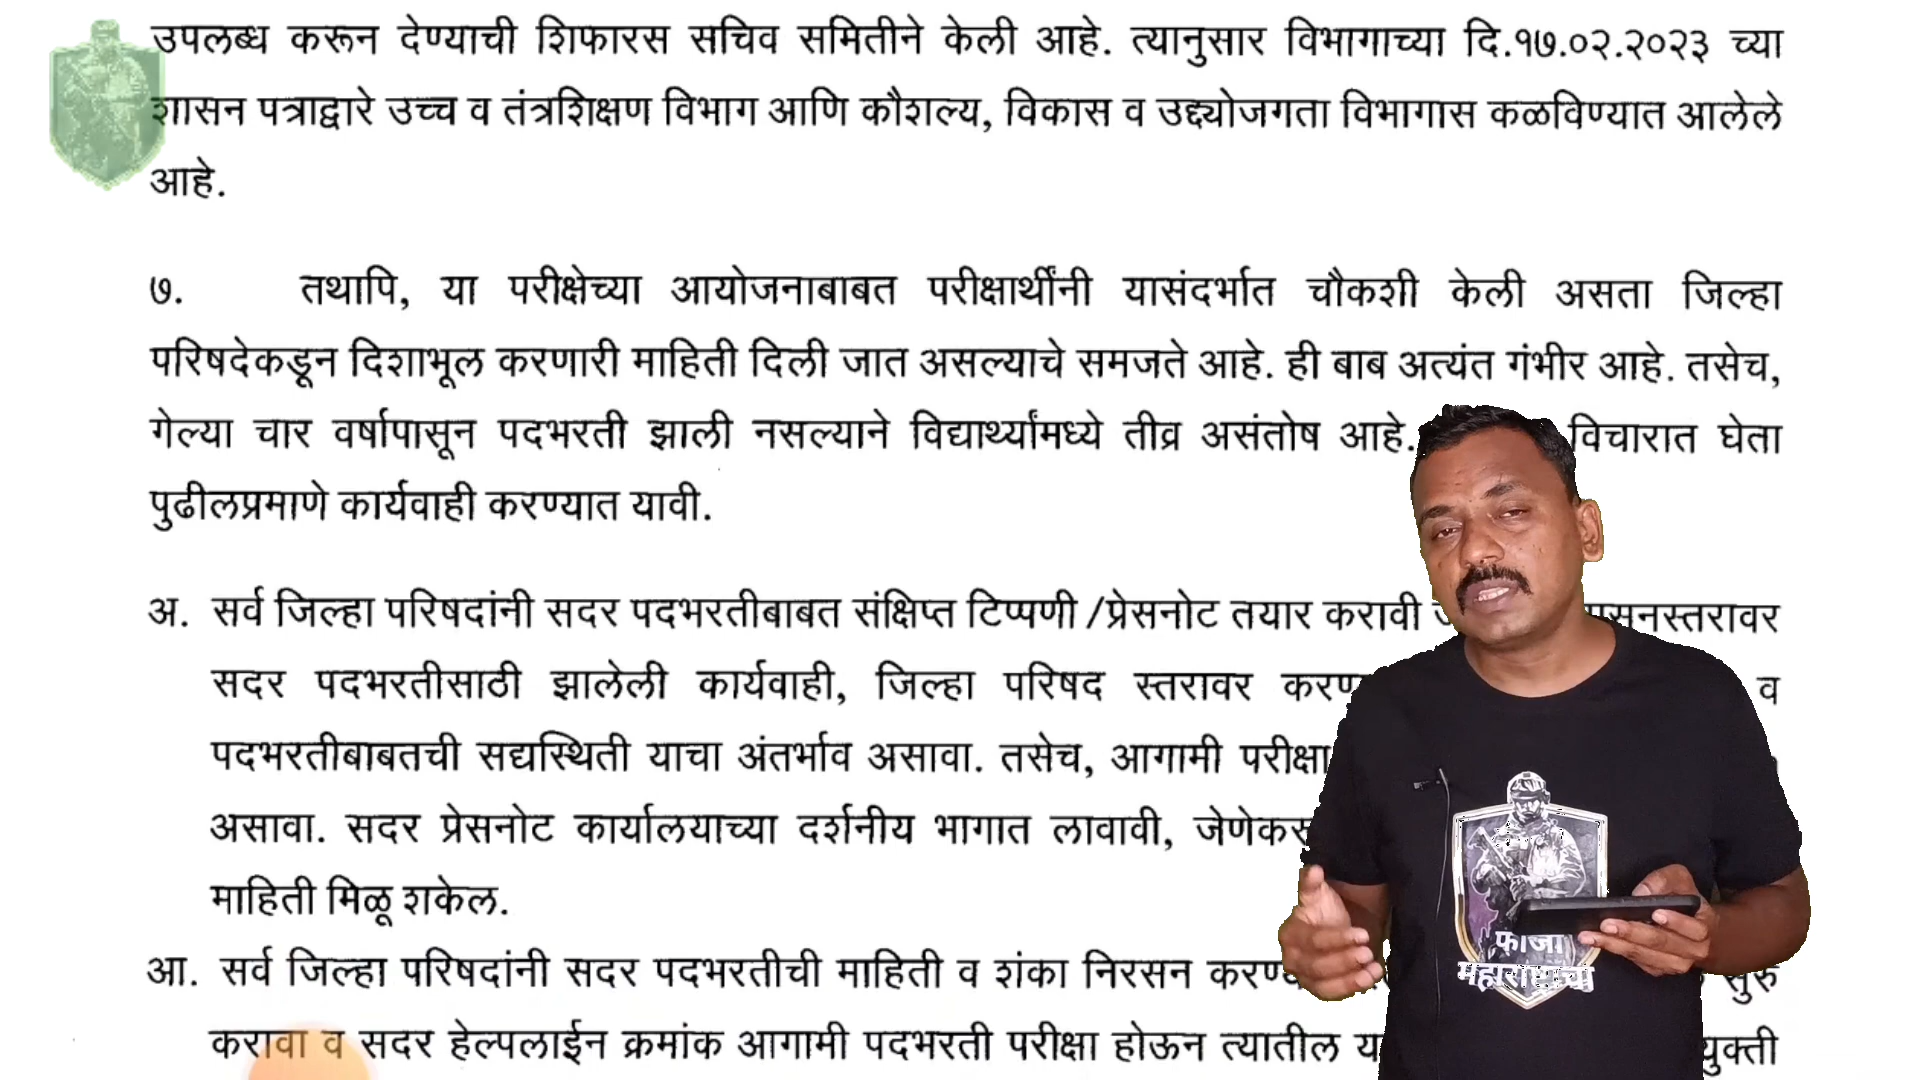 उपलब्ध करून देण्याची शिफारस सचिव समितीने केली आहे. त्यानुसार विभागाच्या दि.१७.०२.२०२३ च्या
शासन पत्राद्वारे उच्च व तंत्रशिक्षण विभाग आणि कौशल्य, विकास व उद्द्योजगता विभागास कळविण्यात आलेले
आहे.
७. तथापि, या परीक्षेच्या आयोजनाबाबत परीक्षार्थींनी यासंदर्भात चौकशी केली असता जिल्हा
परिषदेकडून दिशाभूल करणारी माहिती दिली जात असल्याचे समजते आहे. ही बाब अत्यंत गंभीर आहे. तसेच,
गेल्या चार वर्षापासून पदभरती झाली नसल्याने विद्यार्थ्यांमध्ये तीव्र असंतोष आहे. विचारात घेता
पुढीलप्रमाणे कार्यवाही करण्यात यावी.
अ. सर्व जिल्हा परिषदांनी सदर पदभरतीबाबत संक्षिप्त टिप्पणी /प्रेसनोट तयार करावी
सदर पदभरतीसाठी झालेली कार्यवाही, जिल्हा परिषद स्तरावर व
पदभरतीबाबतची सद्यस्थिती याचा अंतर्भाव असावा. तसेच, आगामी परीक्षा
असावा. सदर प्रेसनोट कार्यालयाच्या दर्शनीय भागात लावावी,
माहिती मिळू शकेल.
आ. सर्व जिल्हा परिषदांनी सदर पदभरतीची माहिती व शंका निरसन सुरु
करावा व सदर हेल्पलाईन क्रमांक आगामी पदभरती परीक्षा होऊन त्यातील
फौजा
महाराष्ट्राचा